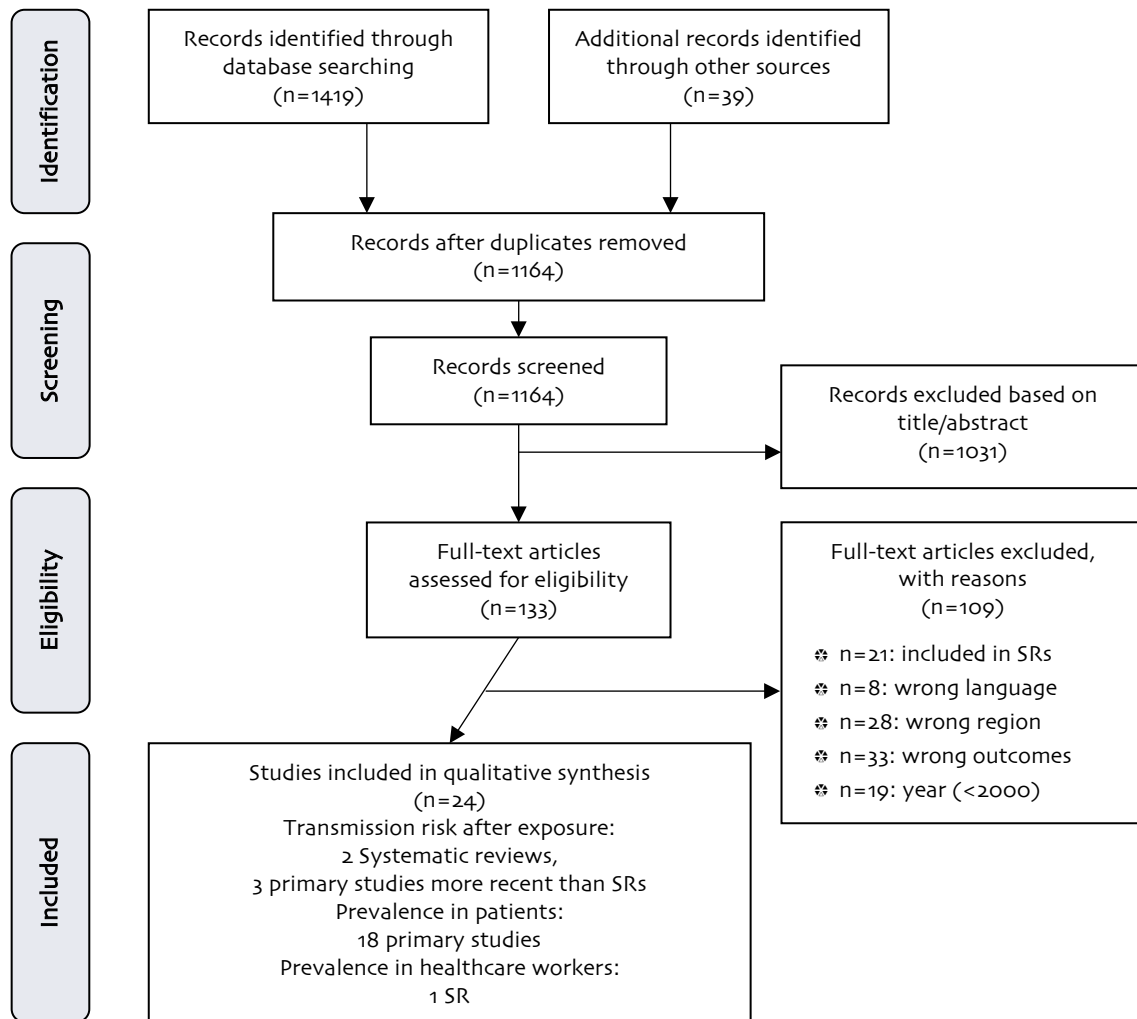 Identification
Records identified through
database searching
(n=1419)
Additional records identified
through other sources
(n=39)
Screening
Records after duplicates removed
(n=1164)
Records screened
(n=1164)
Records excluded based on
title/abstract
(n=1031)
Eligibility
Full-text articles
assessed for eligibility
(n=133)
Full-text articles excluded,
with reasons
(n=109)
n=21: included in SRs
n=8: wrong language
n=28: wrong region
n=33: wrong outcomes
n=19: year (<2000)
Included
Studies included in qualitative synthesis
(n=24)
Transmission risk after exposure:
2 Systematic reviews,
3 primary studies more recent than SRs
Prevalence in patients:
18 primary studies
Prevalence in healthcare workers:
1 SR